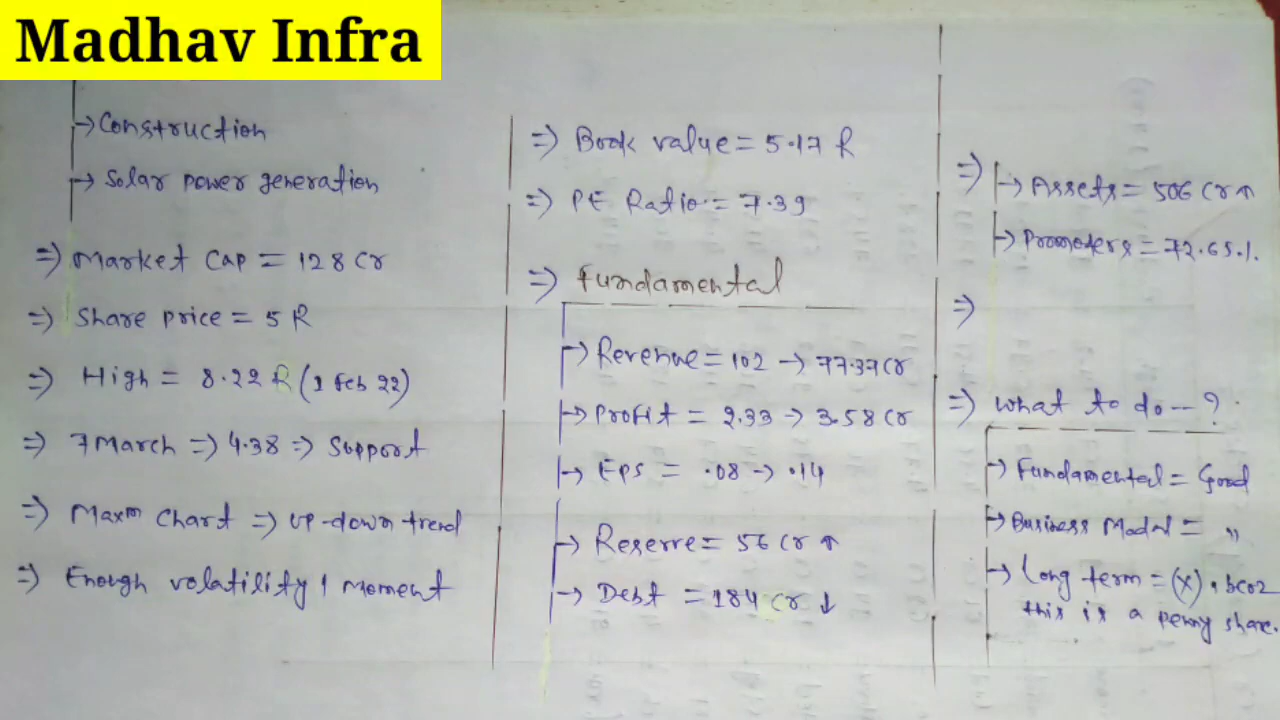 Madhav Infra
→ Construction
→ Solar power generation
⇒ Market Cap = 128 Cr
⇒ Share price = 5 R
⇒ High = 8.22 R (1 Feb 22)
⇒ 7 March ⇒ 4.38 ⇒ Support
⇒ Maxm Chart ⇒ up-down trend
⇒ Enough volatility / moment
⇒ Book value = 5.17 R
⇒ PE Ratio = 7.39
⇒ Fundamental
→ Revenue = 102 → 77.37 Cr
→ Profit = 2.33 → 3.58 Cr
→ EPS = .08 → .14
→ Reserve = 56 Cr ↑
→ Debt = 184 Cr ↓
⇒ → Assets = 506 Cr ↑
→ Promoters = 72.65 %
⇒
⇒ What to do -- ?
→ Fundamental = Good
→ Business Model = "
→ Long term = (x), bcoz
this is a penny share.